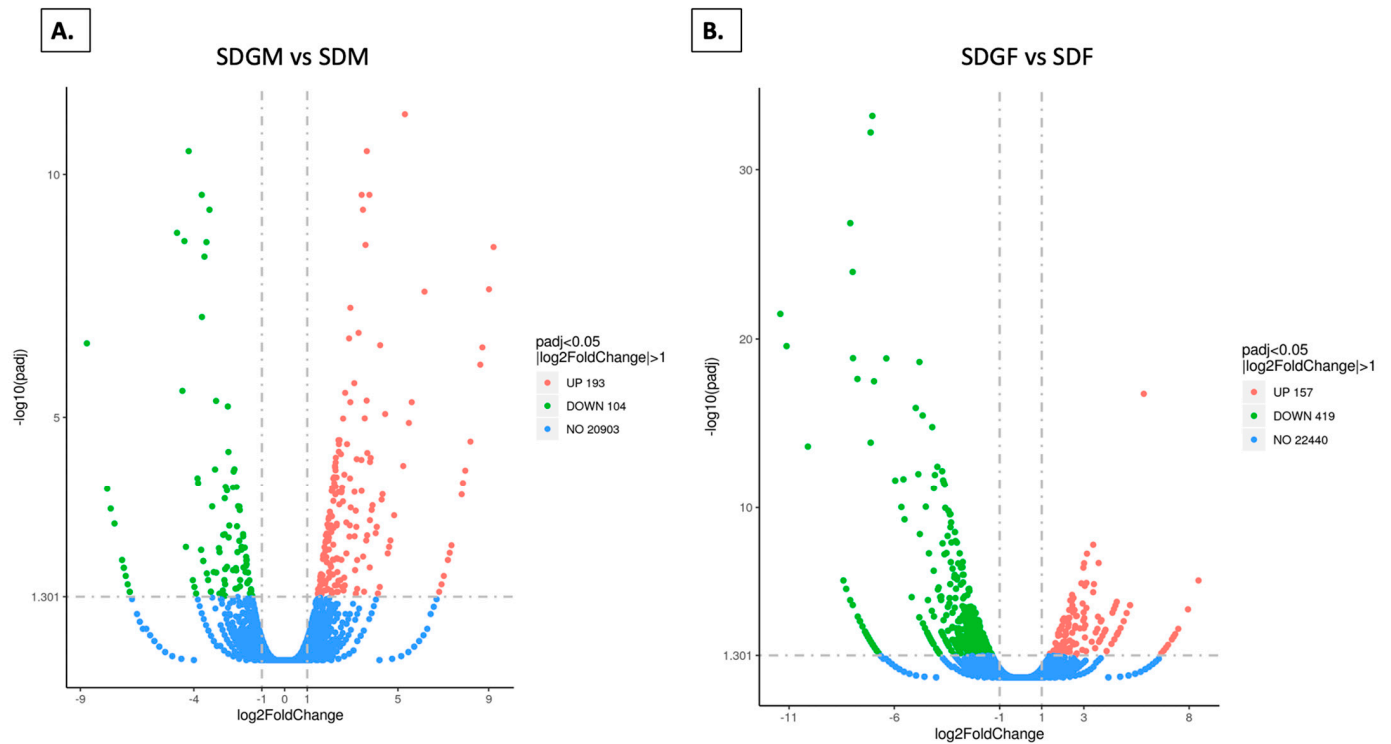 A.
SDGM vs SDM
10
5
1.301
-log10(padj)
-9
-4
-1
0
1
5
9
log2FoldChange
padj<0.05
|log2FoldChange|>1
UP 193
DOWN 104
NO 20903
B.
SDGF vs SDF
30
20
10
1.301
-log10(padj)
-11
-6
-1
1
3
8
log2FoldChange
padj<0.05
|log2FoldChange|>1
UP 157
DOWN 419
NO 22440